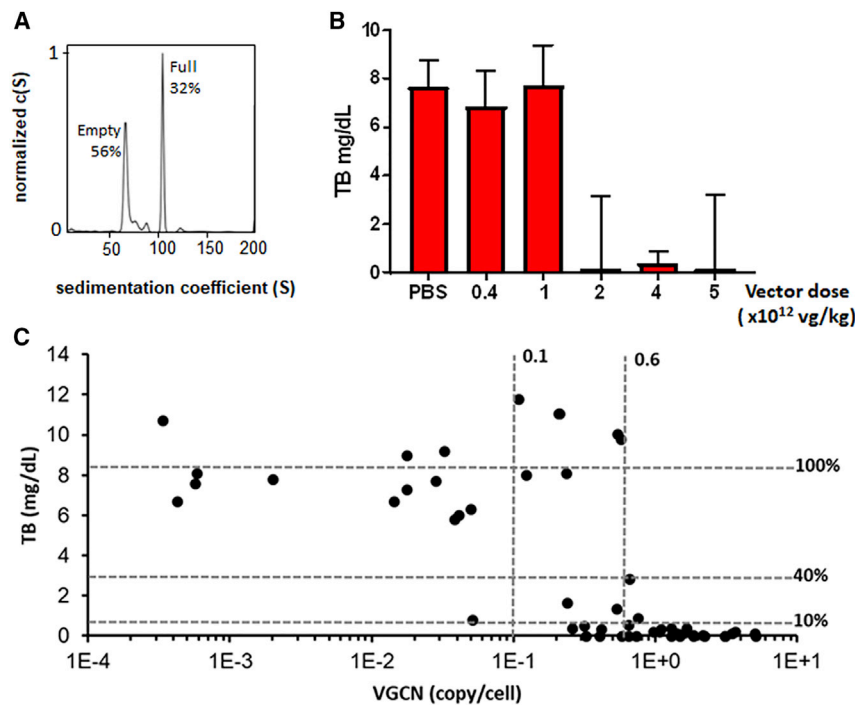 A
normalized c(S)
1
0
Empty
56%
Full
32%
50 100 150 200
sedimentation coefficient (S)
B
TB mg/dL
10
8
6
4
2
0
PBS 0.4 1 2 4 5
Vector dose
( x10¹² vg/kg)
C
TB (mg/dL)
14
12
10
8
6
4
2
0
0.1
0.6
100%
40%
10%
1E-4 1E-3 1E-2 1E-1 1E+0 1E+1
VGCN (copy/cell)